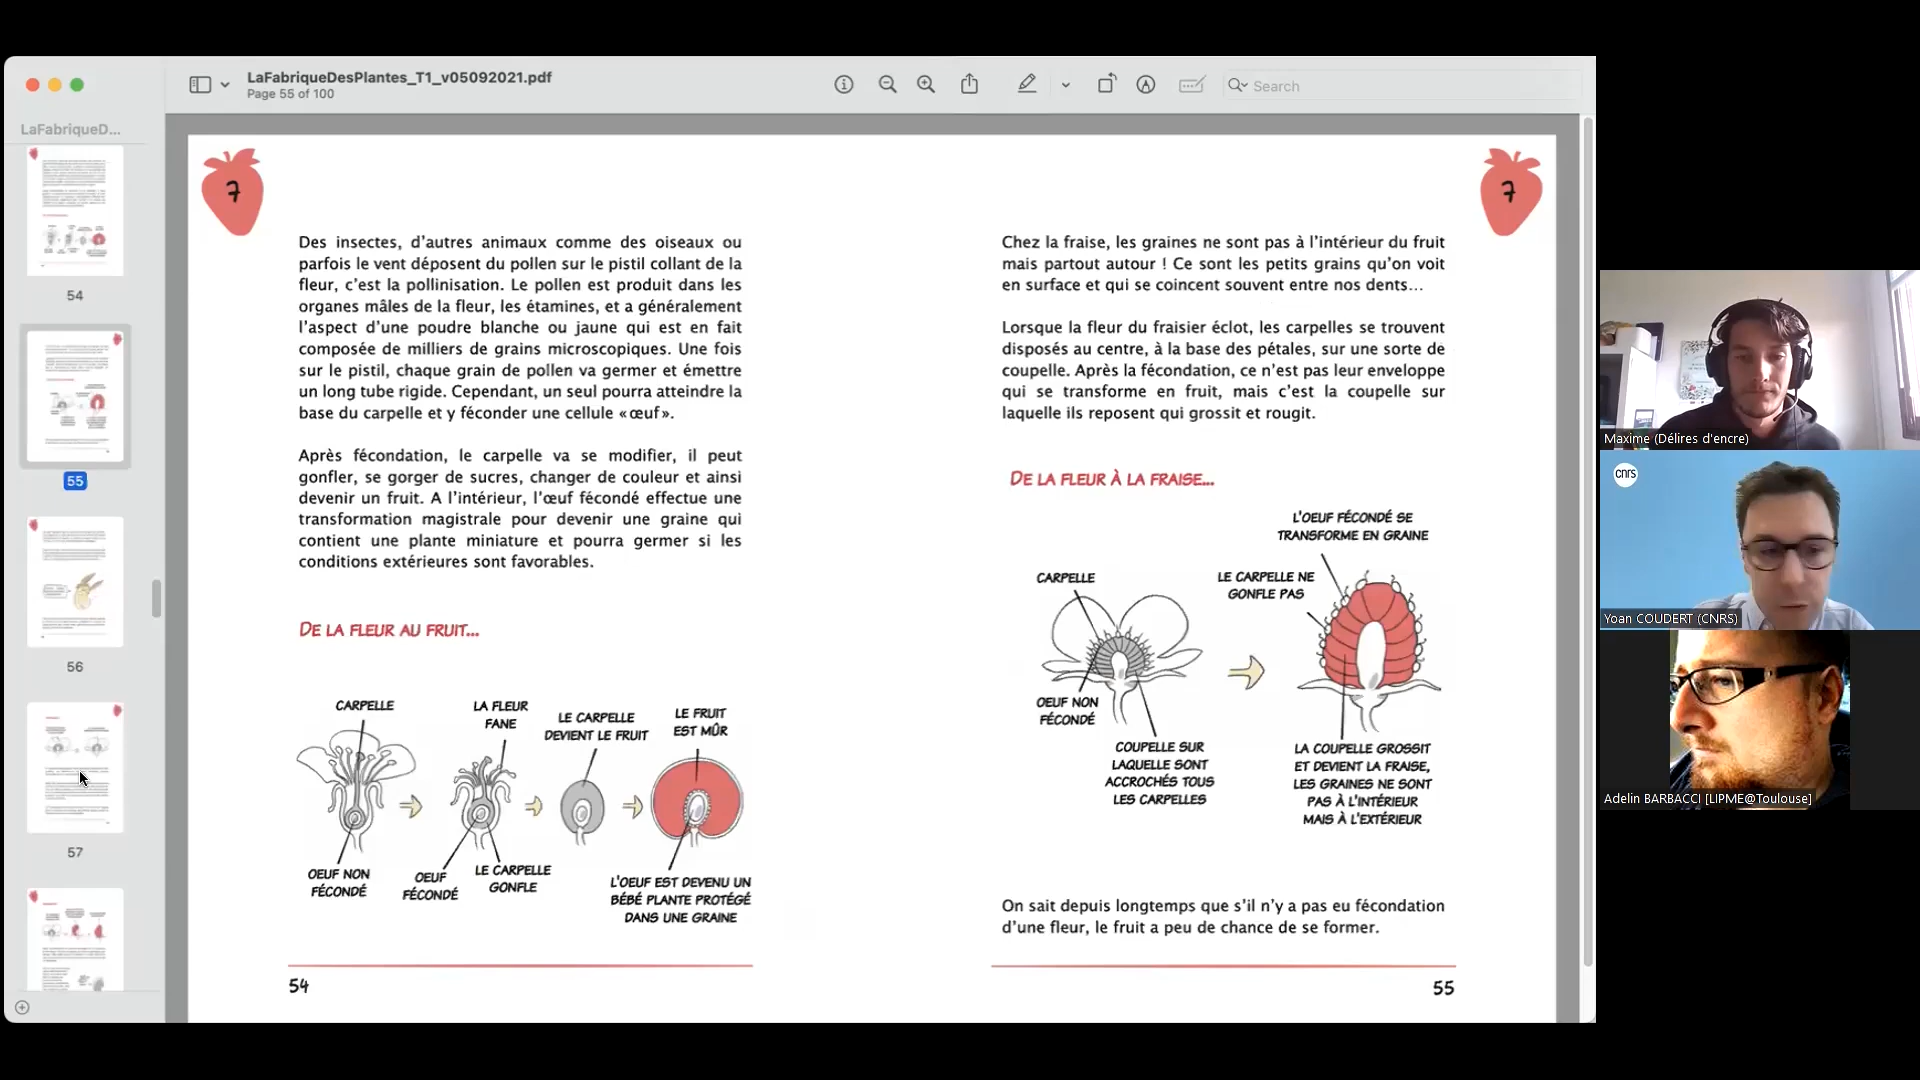 LaFabriqueDesPlantes_T1_v05092021.pdf
Page 55 of 100
Search
LaFabriqueD...
54
55
56
57
7
Des insectes, d'autres animaux comme des oiseaux ou
parfois le vent déposent du pollen sur le pistil collant de la
fleur, c'est la pollinisation. Le pollen est produit dans les
organes mâles de la fleur, les étamines, et a généralement
l'aspect d'une poudre blanche ou jaune qui est en fait
composée de milliers de grains microscopiques. Une fois
sur le pistil, chaque grain de pollen va germer et émettre
un long tube rigide. Cependant, un seul pourra atteindre la
base du carpelle et y féconder une cellule «œuf».
Après fécondation, le carpelle va se modifier, il peut
gonfler, se gorger de sucres, changer de couleur et ainsi
devenir un fruit. A l'intérieur, l'œuf fécondé effectue une
transformation magistrale pour devenir une graine qui
contient une plante miniature et pourra germer si les
conditions extérieures sont favorables.
DE LA FLEUR AU FRUIT...
CARPELLE
LA FLEUR
FANE
LE CARPELLE
DEVIENT LE FRUIT
LE FRUIT
EST MÛR
OEUF NON
FÉCONDÉ
OEUF
FÉCONDÉ
LE CARPELLE
GONFLE
L'OEUF EST DEVENU UN
BÉBÉ PLANTE PROTÉGÉ
DANS UNE GRAINE
54
7
Chez la fraise, les graines ne sont pas à l'intérieur du fruit
mais partout autour ! Ce sont les petits grains qu'on voit
en surface et qui se coincent souvent entre nos dents...
Lorsque la fleur du fraisier éclot, les carpelles se trouvent
disposés au centre, à la base des pétales, sur une sorte de
coupelle. Après la fécondation, ce n'est pas leur enveloppe
qui se transforme en fruit, mais c'est la coupelle sur
laquelle ils reposent qui grossit et rougit.
DE LA FLEUR À LA FRAISE...
L'OEUF FÉCONDÉ SE
TRANSFORME EN GRAINE
CARPELLE
LE CARPELLE NE
GONFLE PAS
OEUF NON
FÉCONDÉ
COUPELLE SUR
LAQUELLE SONT
ACCROCHÉS TOUS
LES CARPELLES
LA COUPELLE GROSSIT
ET DEVIENT LA FRAISE,
LES GRAINES NE SONT
PAS À L'INTÉRIEUR
MAIS À L'EXTÉRIEUR
On sait depuis longtemps que s'il n'y a pas eu fécondation
d'une fleur, le fruit a peu de chance de se former.
55
Maxime (Délires d'encre)
cnrs
Yoan COUDERT (CNRS)
Adelin BARBACCI [LIPME@Toulouse]